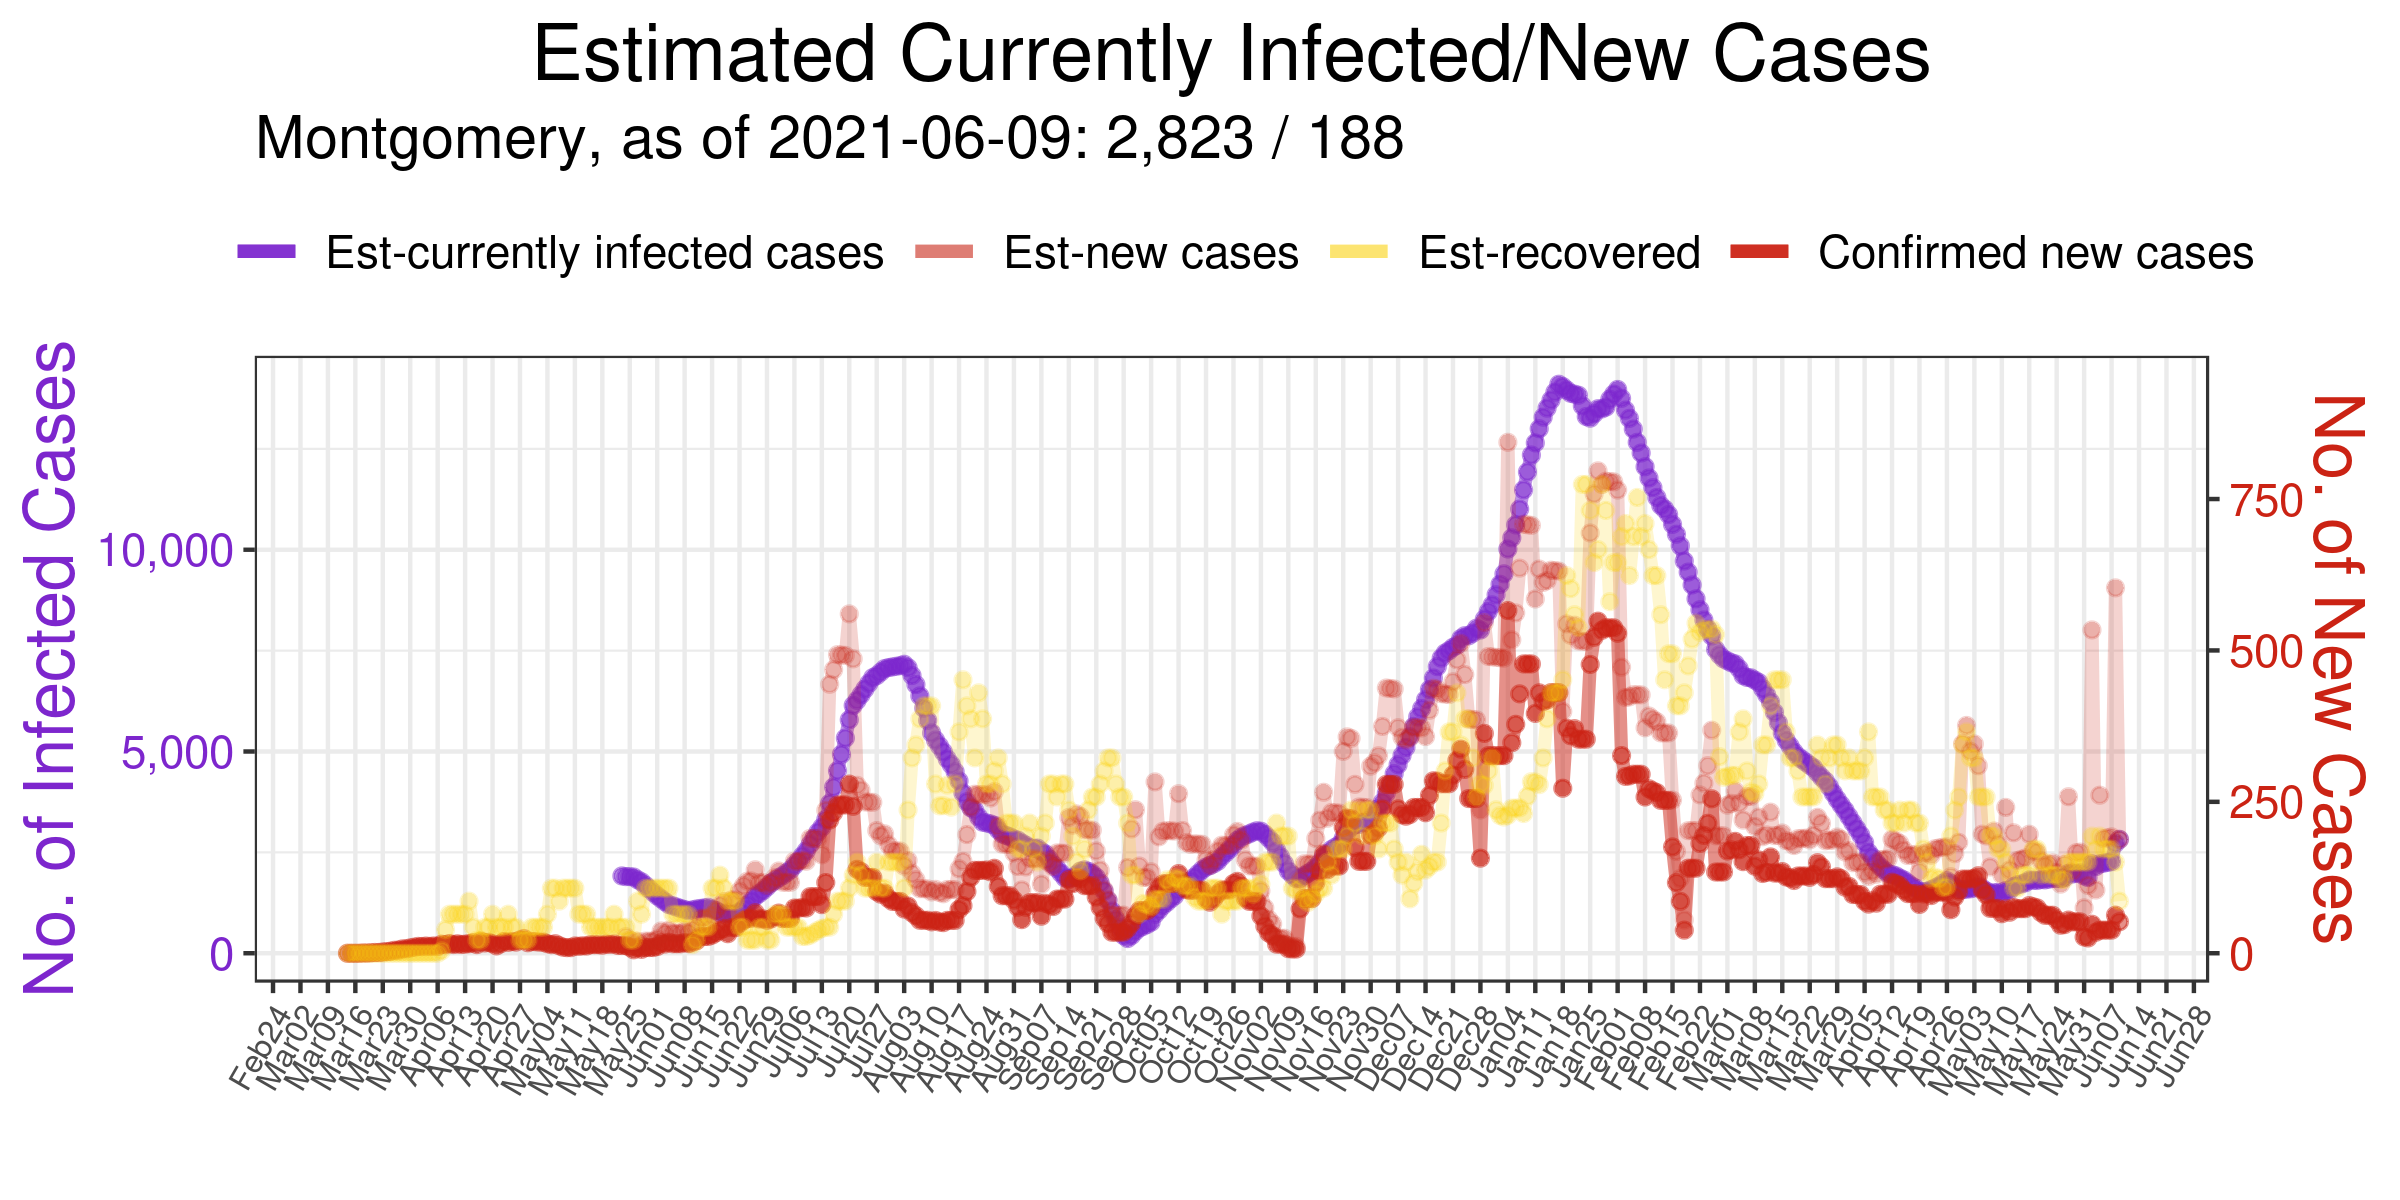 Estimated Currently Infected/New Cases
Montgomery, as of 2021-06-09: 2,823 / 188
Est-currently infected cases Est-new cases Est-recovered Confirmed new cases
No. of Infected Cases
10,000
5,000
0
No. of New Cases
750
500
250
0
Feb24 Mar02 Mar09 Mar16 Mar23 Mar30 Apr06 Apr13 Apr20 Apr27 May04 May11 May18 May25 Jun01 Jun08 Jun15 Jun22 Jun29 Jul06 Jul13 Jul20 Jul27 Aug03 Aug10 Aug17 Aug24 Aug31 Sep07 Sep14 Sep21 Sep28 Oct05 Oct12 Oct19 Oct26 Nov02 Nov09 Nov16 Nov23 Nov30 Dec07 Dec14 Dec21 Dec28 Jan04 Jan11 Jan18 Jan25 Feb01 Feb08 Feb15 Feb22 Mar01 Mar08 Mar15 Mar22 Mar29 Apr05 Apr12 Apr19 Apr26 May03 May10 May17 May24 May31 Jun07 Jun14 Jun21 Jun28